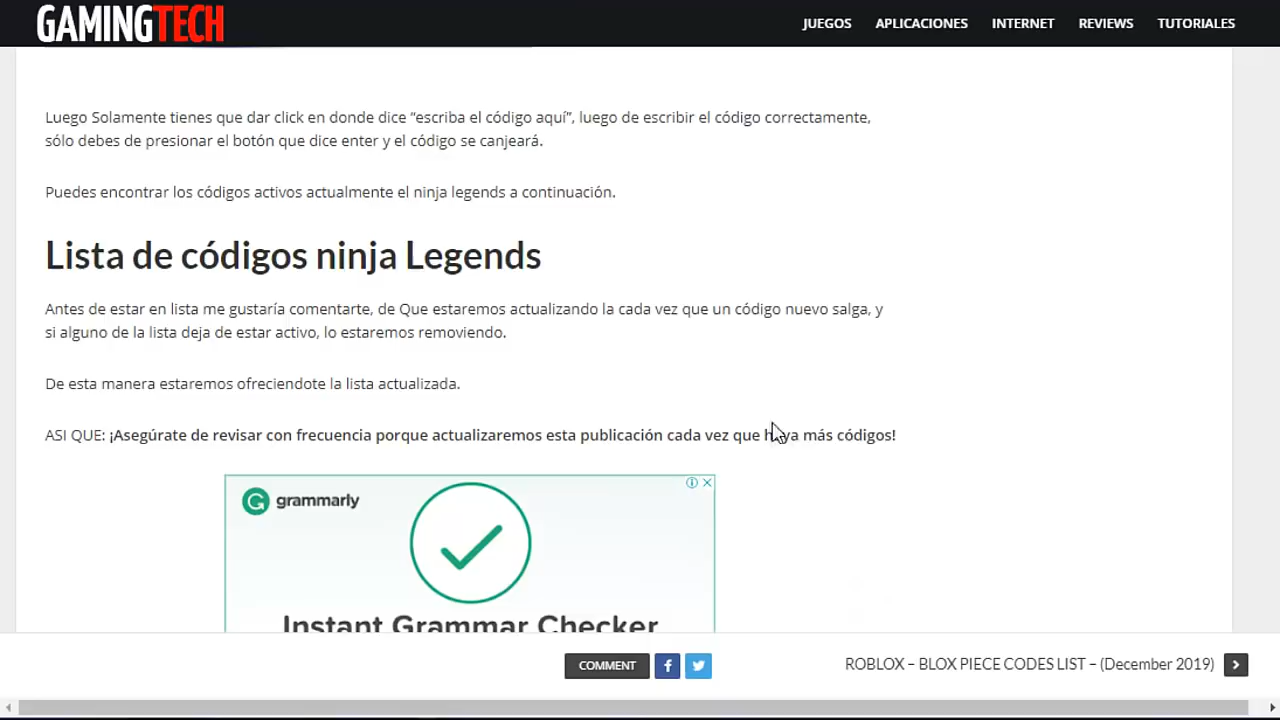 GAMINGTECH
JUEGOS APLICACIONES INTERNET REVIEWS TUTORIALES
Luego Solamente tienes que dar click en donde dice “escriba el código aquí”, luego de escribir el código correctamente,
sólo debes de presionar el botón que dice enter y el código se canjeará.
Puedes encontrar los códigos activos actualmente el ninja legends a continuación.
Lista de códigos ninja Legends
Antes de estar en lista me gustaría comentarte, de Que estaremos actualizando la cada vez que un código nuevo salga, y
si alguno de la lista deja de estar activo, lo estaremos removiendo.
De esta manera estaremos ofreciendote la lista actualizada.
ASI QUE: ¡Asegúrate de revisar con frecuencia porque actualizaremos esta publicación cada vez que haya más códigos!
grammarly
Instant Grammar Checker
COMMENT
ROBLOX – BLOX PIECE CODES LIST – (December 2019)